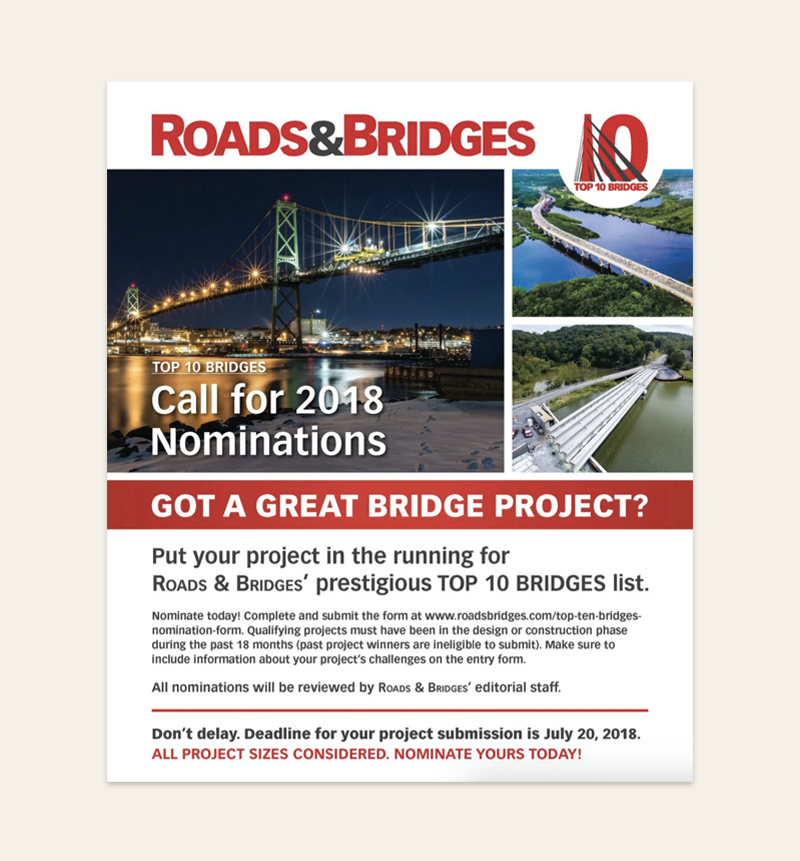 ROADS&BRIDGES
10
TOP 10 BRIDGES
TOP 10 BRIDGES
Call for 2018
Nominations
GOT A GREAT BRIDGE PROJECT?
Put your project in the running for
ROADS & BRIDGES’ prestigious TOP 10 BRIDGES list.
Nominate today! Complete and submit the form at www.roadsbridges.com/top-ten-bridges-
nomination-form. Qualifying projects must have been in the design or construction phase
during the past 18 months (past project winners are ineligible to submit). Make sure to
include information about your project’s challenges on the entry form.
All nominations will be reviewed by ROADS & BRIDGES’ editorial staff.
Don’t delay. Deadline for your project submission is July 20, 2018.
ALL PROJECT SIZES CONSIDERED. NOMINATE YOURS TODAY!